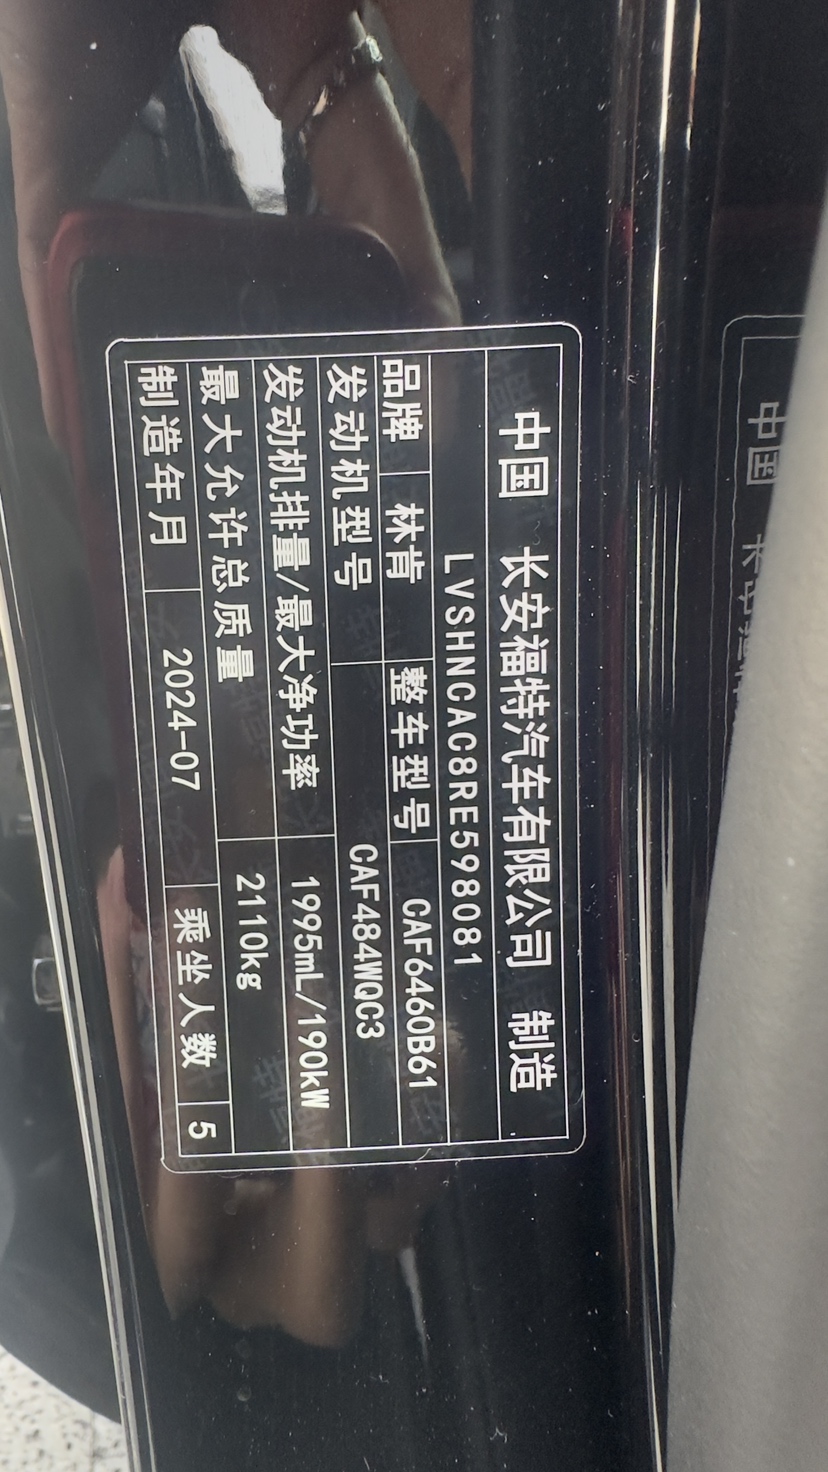 中国 长安福特汽车有限公司 制造
LVSHNCAC8RE598081
品牌 林肯 整车型号 CAF6460B61
发动机型号 CAF484WQC3
发动机排量/最大净功率 1995mL/190kW
最大允许总质量 2110kg
制造年月 2024-07 乘坐人数 5
中国